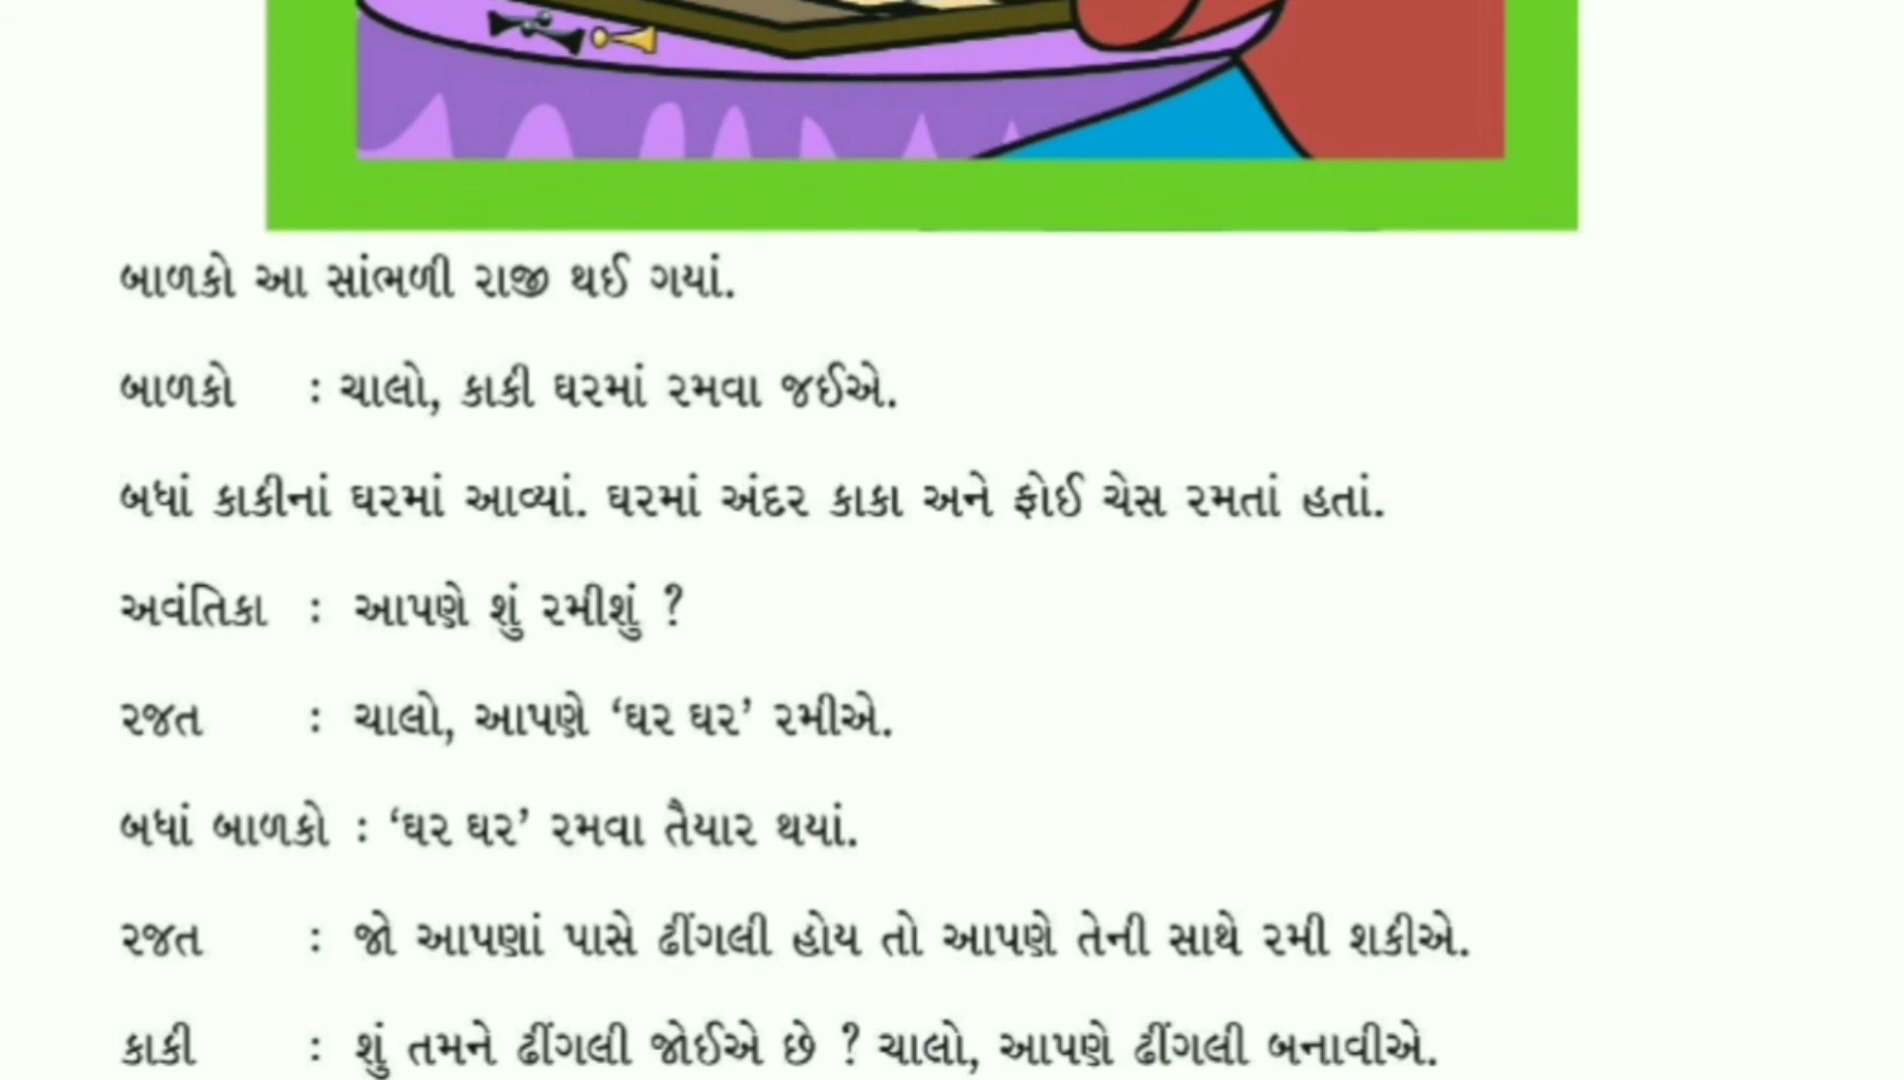 બાળકો આ સાંભળી રાજી થઈ ગયાં.
બાળકો : ચાલો, કાકી ઘરમાં રમવા જઈએ.
બધાં કાકીનાં ઘરમાં આવ્યાં. ઘરમાં અંદર કાકા અને ફોઈ ચેસ રમતાં હતાં.
અવંતિકા : આપણે શું રમીશું ?
રજત : ચાલો, આપણે ‘ઘર ઘર’ રમીએ.
બધાં બાળકો : ‘ઘર ઘર’ રમવા તૈયાર થયાં.
રજત : જો આપણાં પાસે ઢીંગલી હોય તો આપણે તેની સાથે રમી શકીએ.
કાકી : શું તમને ઢીંગલી જોઈએ છે ? ચાલો, આપણે ઢીંગલી બનાવીએ.